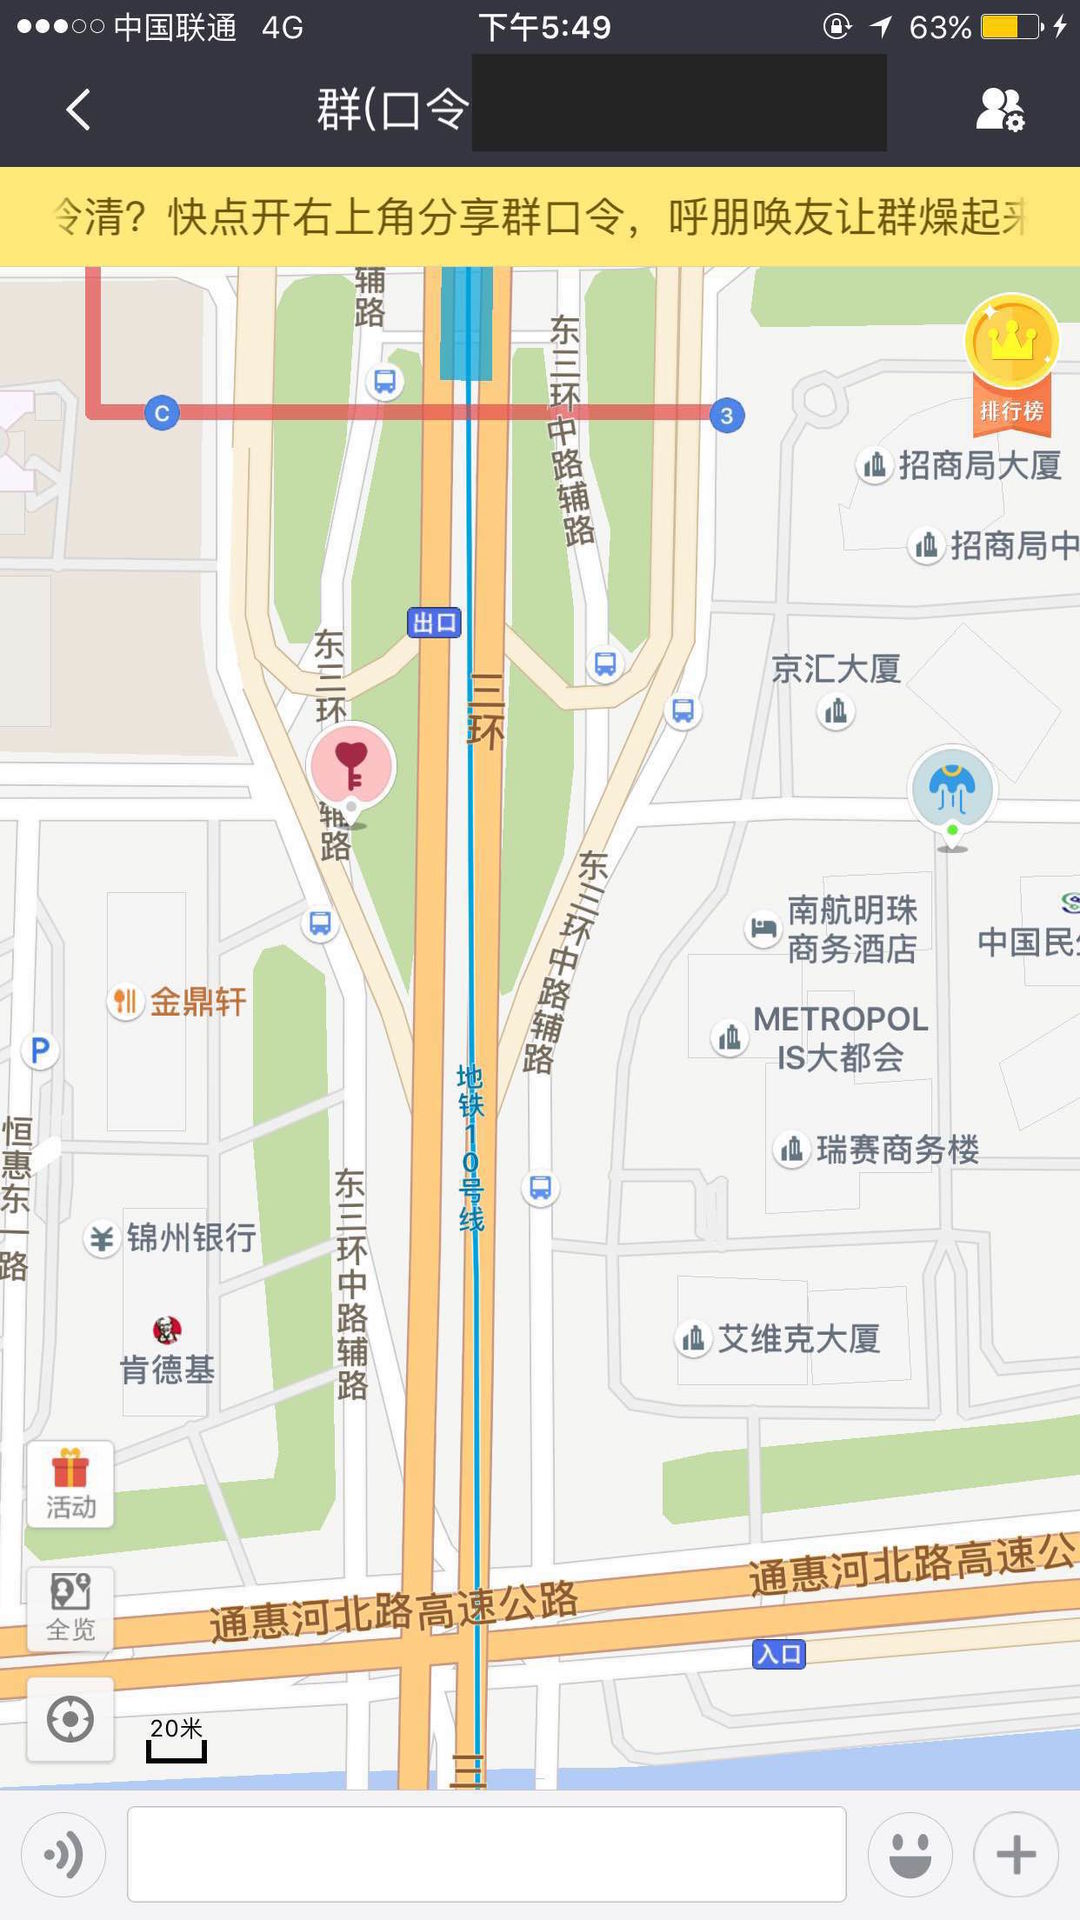 中国联通 4G 下午5:49 63%
群(口令
冷清？快点开右上角分享群口令，呼朋唤友让群燥起来
辅路
东三环中路辅路
排行榜
C
3
招商局大厦
招商局中
出口
东三环
三环
京汇大厦
辅路
东三环中路辅路
南航明珠
商务酒店
中国民生
金鼎轩
METROPOL
IS大都会
P
地铁10号线
恒惠东一路
瑞赛商务楼
东三环中路辅路
锦州银行
肯德基
艾维克大厦
活动
通惠河北路高速公
通惠河北路高速公路
全览
入口
20米
三